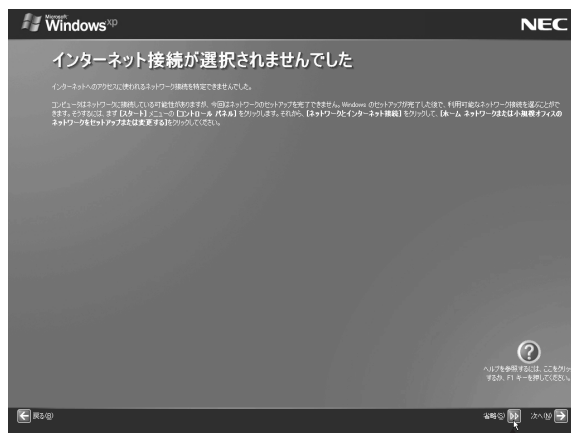 Microsoft
Windows xp
NEC
インターネット接続が選択されませんでした
インターネットへのアクセスに使われるネットワーク接続を特定できませんでした。
コンピュータはネットワークに接続している可能性がありますが、今回はネットワークのセットアップを完了できません。Windows のセットアップが完了した後で、利用可能なネットワーク接続を選ぶことがで
きます。そうするには、まず [スタート] メニューの [コントロール パネル] をクリックします。それから、[ネットワークとインターネット接続] をクリックして、[ホーム ネットワークまたは小規模オフィスの
ネットワークをセットアップまたは変更する]をクリックしてください。
?
ヘルプを参照するには、ここをクリック
するか、F1 キーを押してください。
戻る(B)
省略(S)
次へ(N)